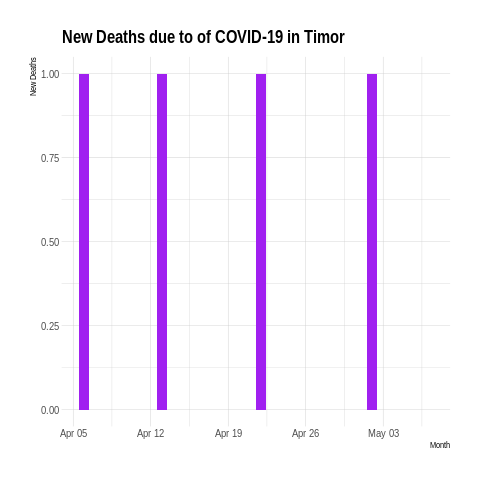 New Deaths due to of COVID-19 in Timor
New Deaths
1.00
0.75
0.50
0.25
0.00
Apr 05
Apr 12
Apr 19
Apr 26
May 03
Month